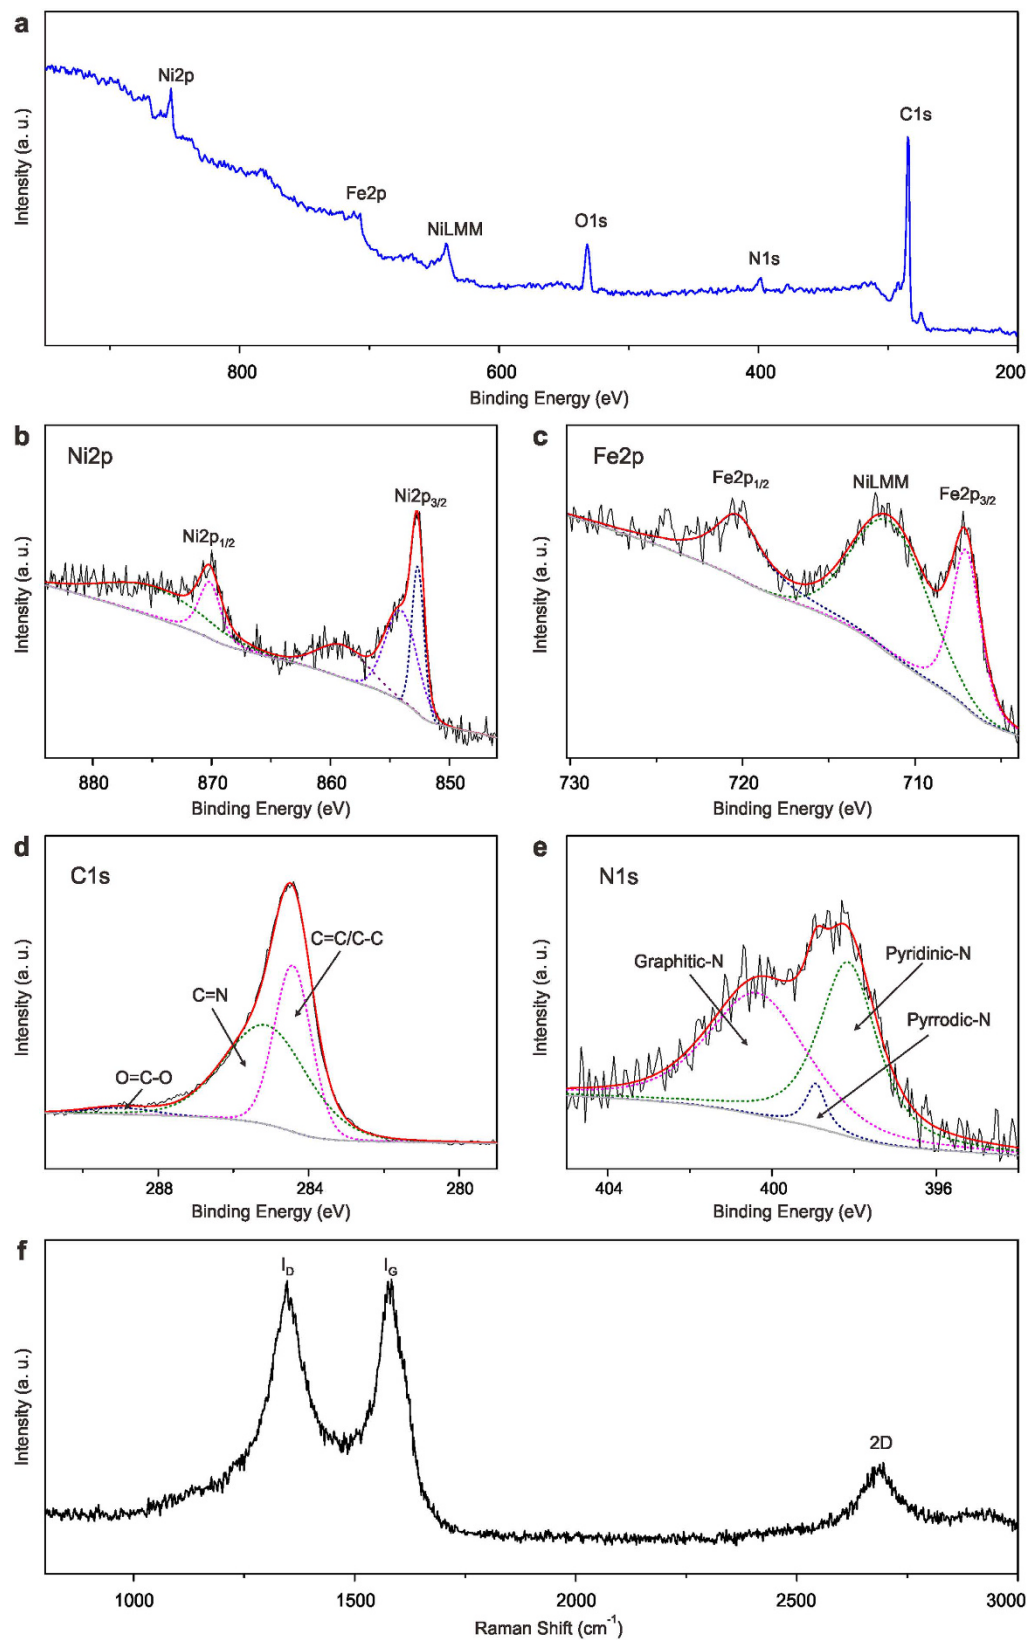 a
Ni2p
Fe2p
NiLMM
O1s
N1s
C1s
Intensity (a. u.)
800
600
400
200
Binding Energy (eV)
b
Ni2p
Ni2p1/2
Ni2p3/2
Intensity (a. u.)
880
870
860
850
Binding Energy (eV)
c
Fe2p
Fe2p1/2
NiLMM
Fe2p3/2
Intensity (a. u.)
730
720
710
Binding Energy (eV)
d
C1s
C=C/C-C
C=N
O=C-O
Intensity (a. u.)
288
284
280
Binding Energy (eV)
e
N1s
Graphitic-N
Pyridinic-N
Pyrrodic-N
Intensity (a. u.)
404
400
396
Binding Energy (eV)
f
ID
IG
2D
Intensity (a. u.)
1000
1500
2000
2500
3000
Raman Shift (cm-1)